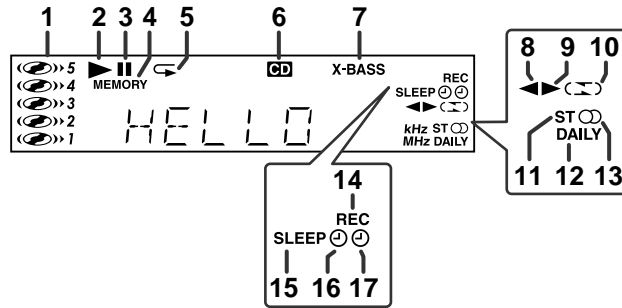 1 2 3 4 5 6 7
5 CD X-BASS
4 MEMORY
3
2
1
HELLO
REC
SLEEP
kHz ST
MHz DAILY
8 9 10
ST
DAILY
11 12 13
14
REC
SLEEP
15 16 17